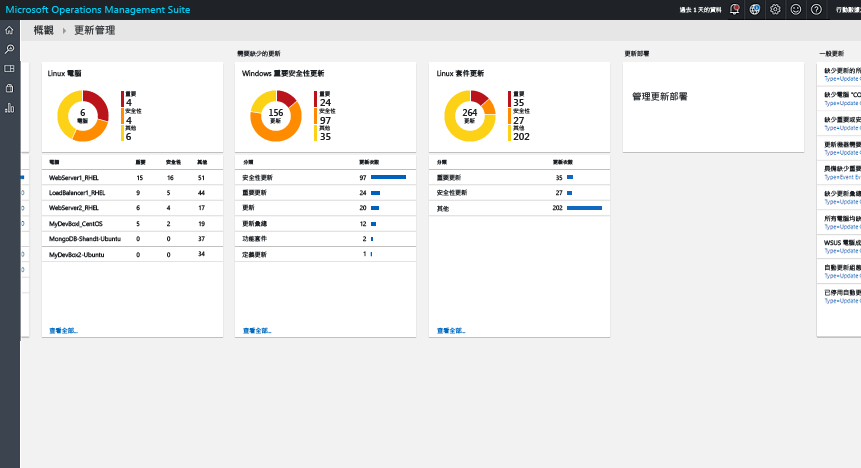 Microsoft Operations Management Suite
過去 1 天的資料
概觀 更新管理
需要缺少的更新
更新部署
一般更新
Linux 電腦
6
電腦
重要
4
安全性
4
其他
6
電腦 重要 安全性 其他
WebServer1_RHEL 15 16 51
LoadBalancer1_RHEL 9 5 44
WebServer2_RHEL 6 4 17
MyDevBox1_CentOS 5 2 19
MongoDB-Shandt-Ubuntu 0 0 37
MyDevBox2-Ubuntu 0 0 34
查看全部...
Windows 重要安全性更新
156
更新
重要
24
安全性
97
其他
35
分類 更新次數
安全性更新 97
重要更新 24
更新 20
更新彙總 12
功能套件 2
定義更新 1
查看全部...
Linux 套件更新
264
更新
重要
35
安全性
27
其他
202
分類 更新次數
重要更新 35
安全性更新 27
其他 202
查看全部...
管理更新部署
缺少更新的所
Type=Update
缺少電腦 "CO
Type=Update
缺少重要或安
Type=Update
更新機器需要
Type=Update
具備缺少重要
Type=Event Ev
缺少更新彙總
Type=Update
所有電腦均缺
Type=Update
WSUS 電腦成
Type=Update
自動更新組態
Type=Update
已停用自動更
Type=Update